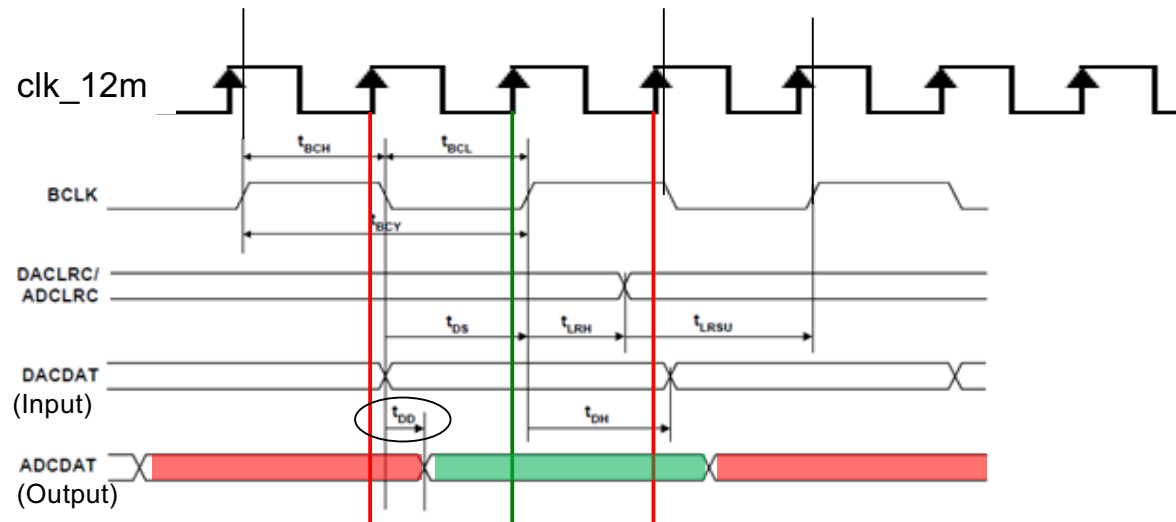 clk_12m
tBCH
tBCL
BCLK
tBCY
DACLRC/
ADCLRC
tDS
tLRH
tLRSU
DACDAT
(Input)
tDD
tDH
ADCDAT
(Output)